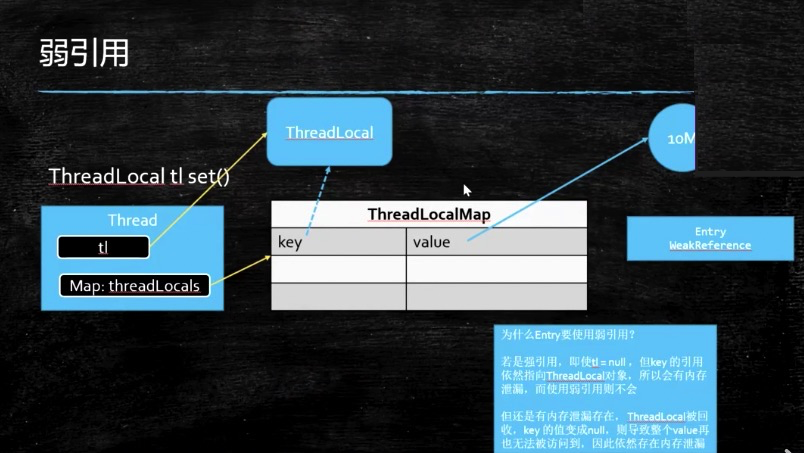 弱引用
ThreadLocal
10M
ThreadLocal tl set()
Thread
tl
Map: threadLocals
ThreadLocalMap
key
value
Entry
WeakReference
为什么Entry要使用弱引用?
若是强引用，即使tl = null，但key 的引用
依然指向ThreadLocal对象，所以会有内存
泄漏，而使用弱引用则不会
但还是有内存泄漏存在，ThreadLocal被回
收，key 的值变成null，则导致整个value再
也无法被访问到，因此依然存在内存泄漏